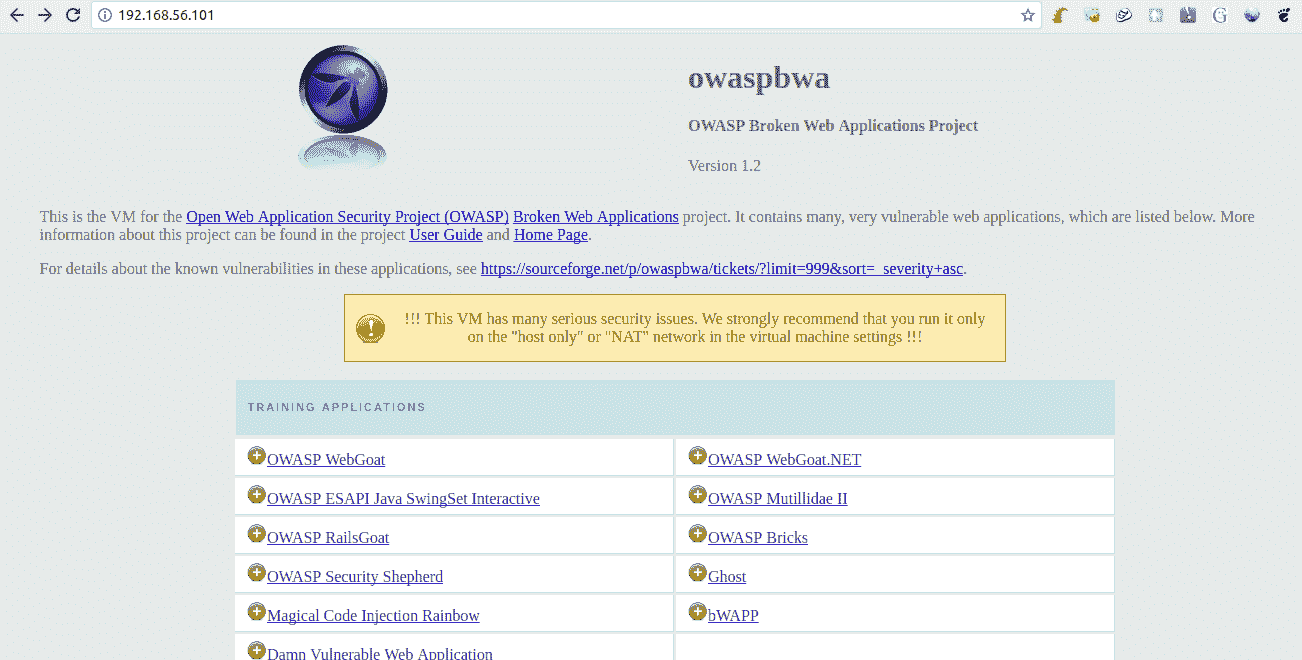 192.168.56.101
owaspbwa
OWASP Broken Web Applications Project
Version 1.2
This is the VM for the Open Web Application Security Project (OWASP) Broken Web Applications project. It contains many, very vulnerable web applications, which are listed below. More
information about this project can be found in the project User Guide and Home Page.
For details about the known vulnerabilities in these applications, see https://sourceforge.net/p/owaspbwa/tickets/?limit=999&sort=_severity+asc.
!!! This VM has many serious security issues. We strongly recommend that you run it only
on the "host only" or "NAT" network in the virtual machine settings !!!
TRAINING APPLICATIONS
OWASP WebGoat
OWASP WebGoat.NET
OWASP ESAPI Java SwingSet Interactive
OWASP Mutillidae II
OWASP RailsGoat
OWASP Bricks
OWASP Security Shepherd
Ghost
Magical Code Injection Rainbow
bWAPP
Damn Vulnerable Web Application